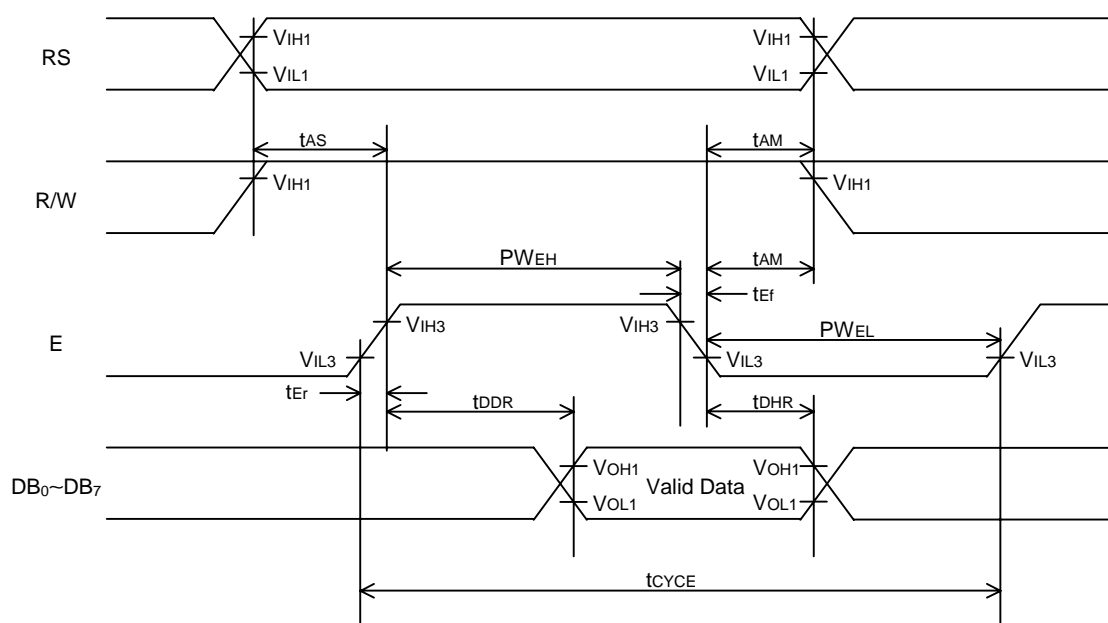 RS
VIH1
VIL1
VIH1
VIL1
tAS
tAM
R/W
VIH1
VIH1
PWEH
tAM
tEf
E
VIH3
VIH3
PWEL
VIL3
VIL3
VIL3
tEr
tDDR
tDHR
DB0~DB7
VOH1
VOL1
Valid Data
VOH1
VOL1
tCYCE